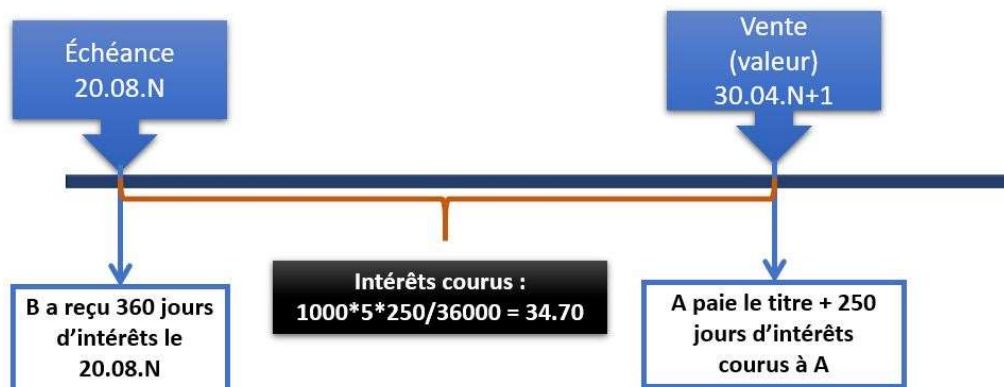 Échéance
20.08.N
Vente
(valeur)
30.04.N+1
Intérêts courus :
1000*5*250/36000 = 34.70
B a reçu 360 jours
d’intérêts le
20.08.N
A paie le titre + 250
jours d’intérêts
courus à A